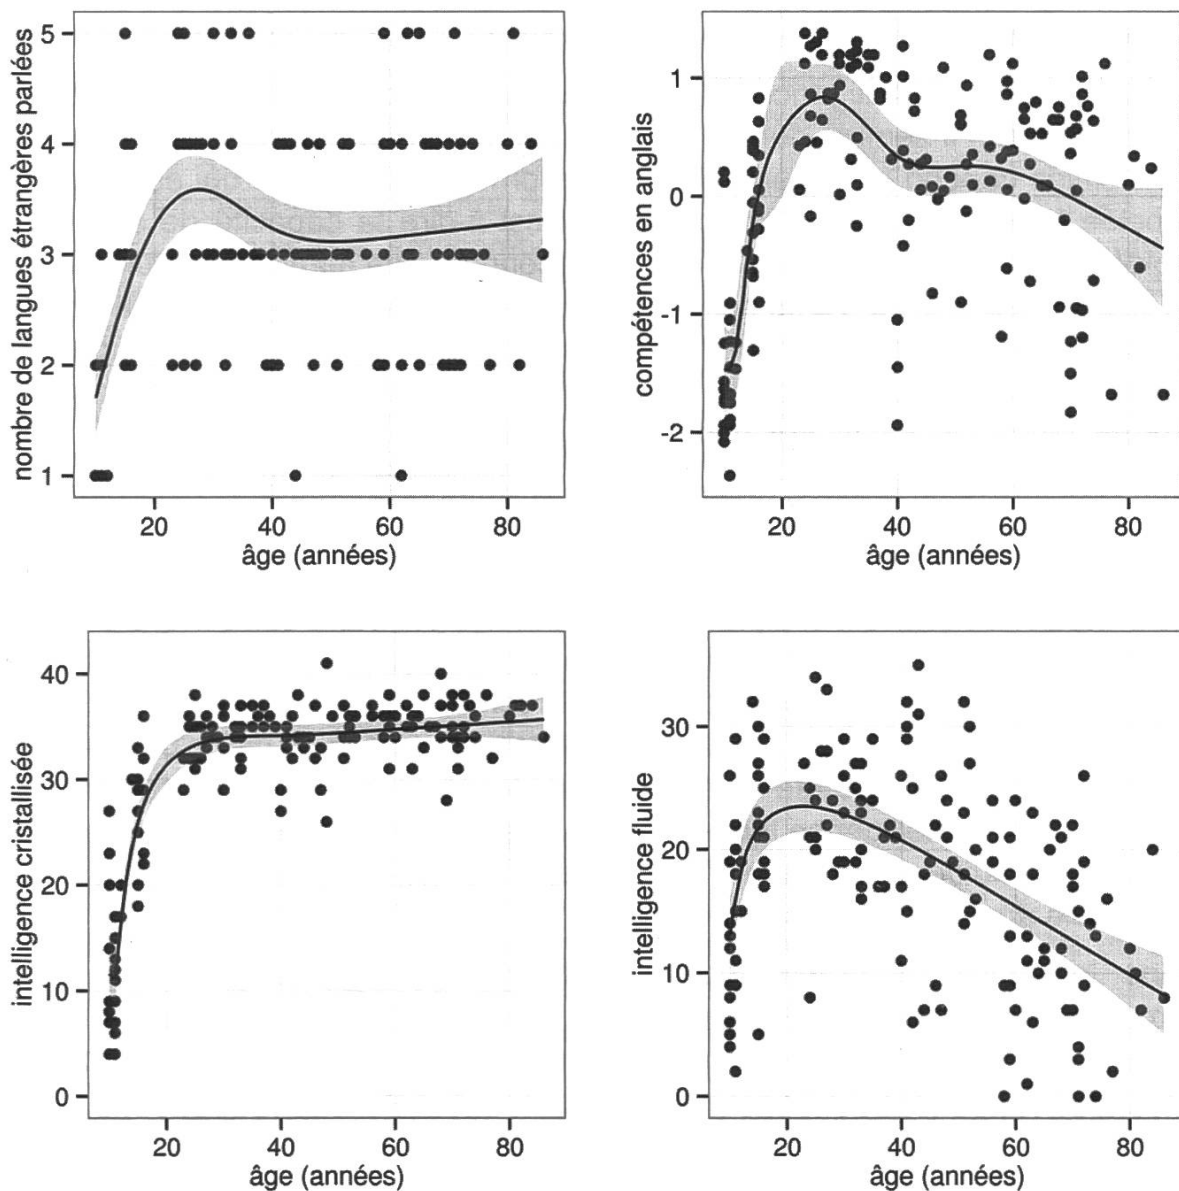 nombre de langues étrangères parlées
5
4
3
2
1
20 40 60 80
âge (années)
compétences en anglais
1
0
-1
-2
20 40 60 80
âge (années)
intelligence cristallisée
40
30
20
10
0
20 40 60 80
âge (années)
intelligence fluide
30
20
10
0
20 40 60 80
âge (années)